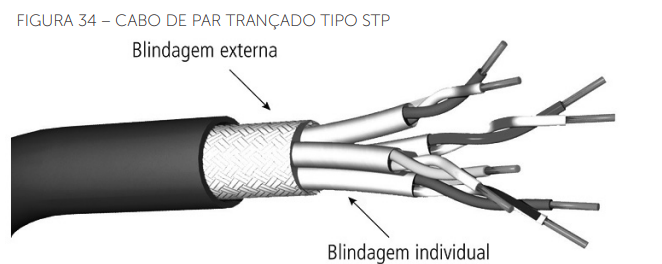 FIGURA 34 – CABO DE PAR TRANÇADO TIPO STP
Blindagem externa
Blindagem individual